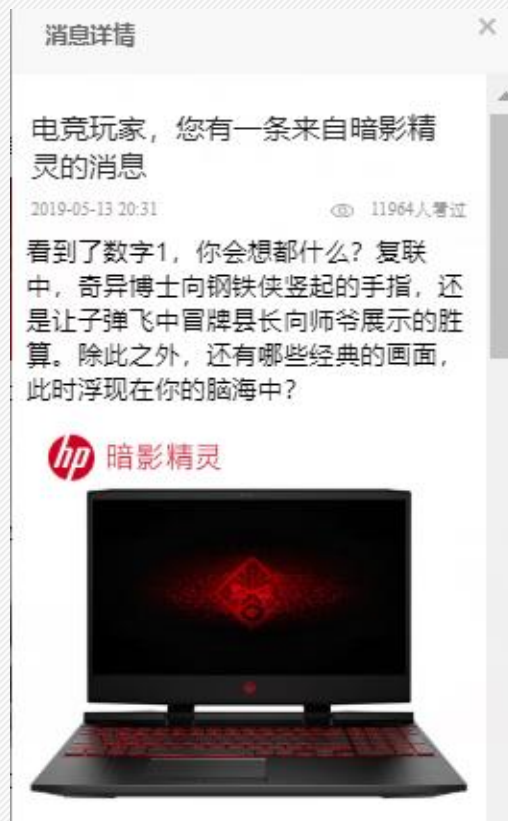 消息详情
电竞玩家，您有一条来自暗影精
灵的消息
2019-05-13 20:31
11964人看过
看到了数字1，你会想都什么？复联
中，奇异博士向钢铁侠竖起的手指，还
是让子弹飞中冒牌县长向师爷展示的胜
算。除此之外，还有哪些经典的画面，
此时浮现在你的脑海中？
hp 暗影精灵